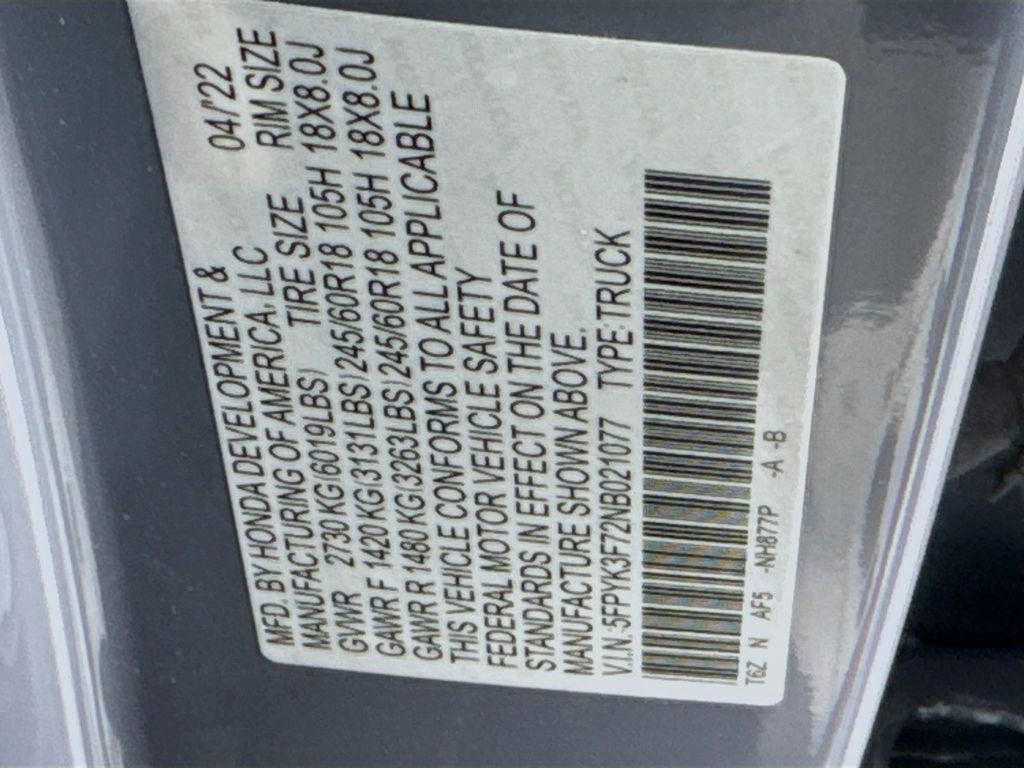 MFD. BY HONDA DEVELOPMENT & 04/'22
MANUFACTURING OF AMERICA. LLC
GVWR 2730 KG(6019LBS) TIRE SIZE RIM SIZE
GAWR F 1420 KG(3131LBS) 245/60R18 105H 18X8.0J
GAWR R 1480 KG(3263LBS) 245/60R18 105H 18X8.0J
THIS VEHICLE CONFORMS TO ALL APPLICABLE
FEDERAL MOTOR VEHICLE SAFETY
STANDARDS IN EFFECT ON THE DATE OF
MANUFACTURE SHOWN ABOVE.
V.I.N.:5FPYK3F72NB021077 TYPE:TRUCK
T6Z N AF5 -NH877P -A -B